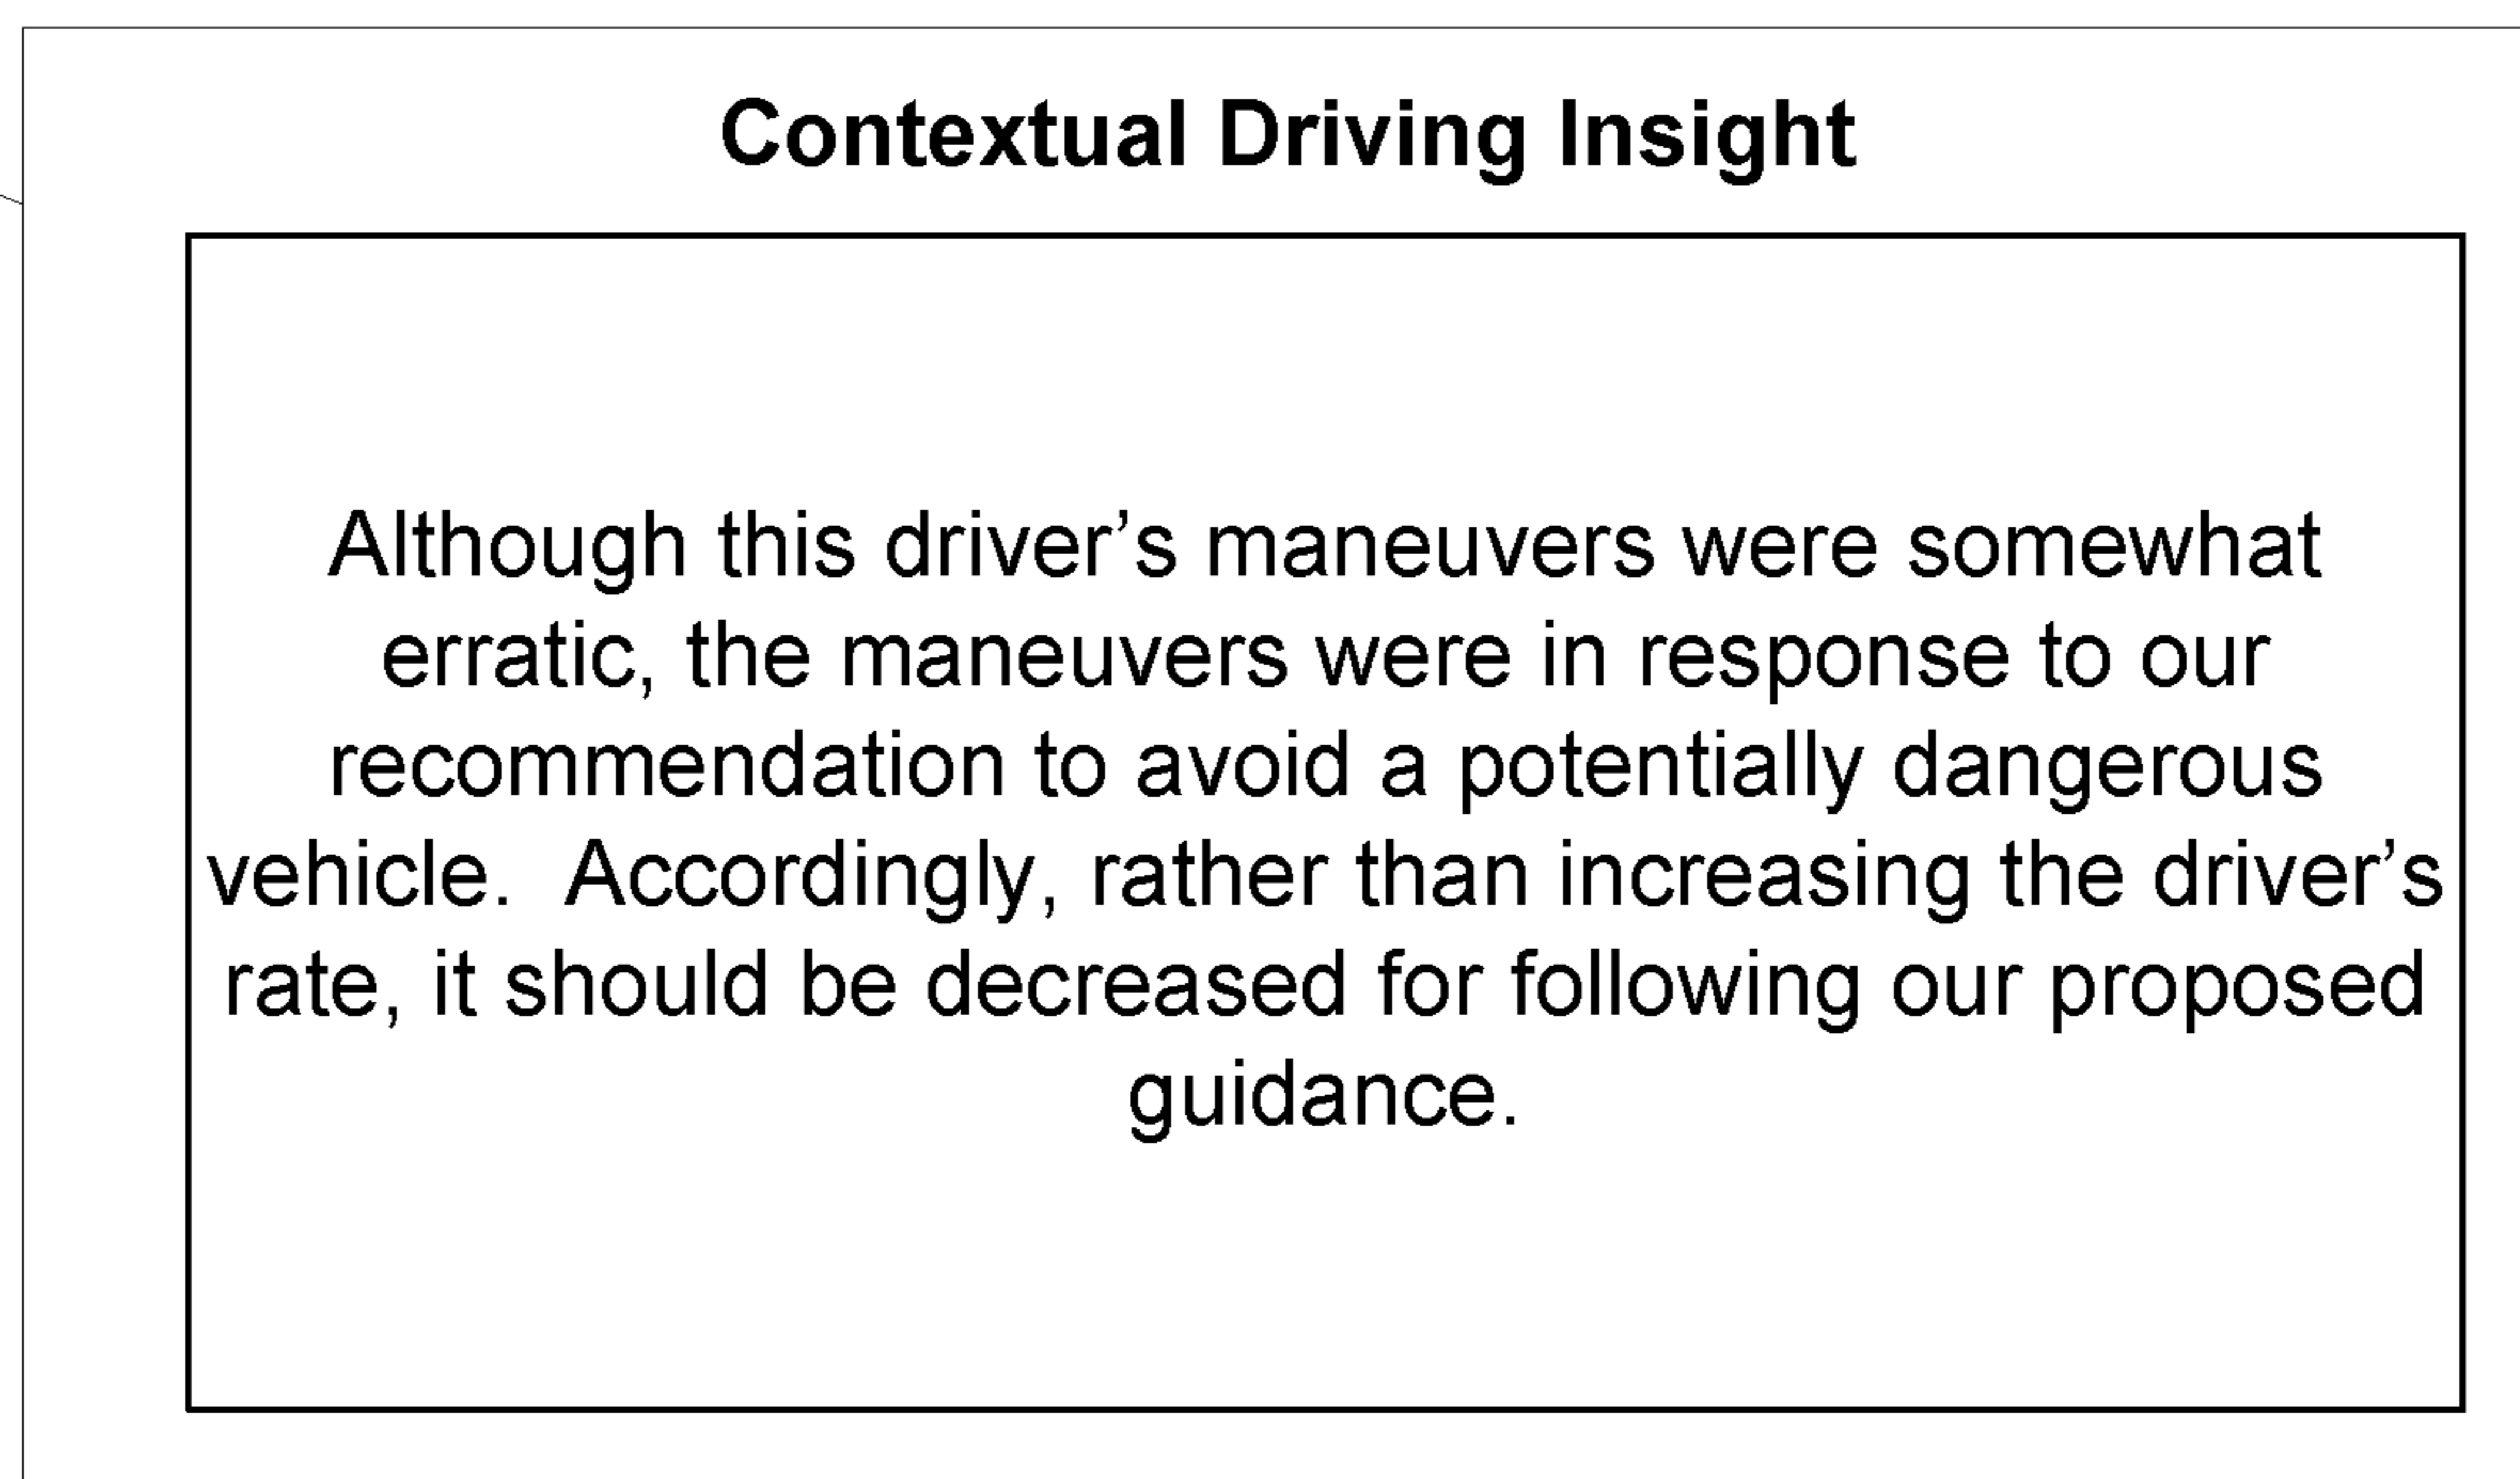 Contextual Driving Insight
Although this driver’s maneuvers were somewhat
erratic, the maneuvers were in response to our
recommendation to avoid a potentially dangerous
vehicle.  Accordingly, rather than increasing the driver’s
rate, it should be decreased for following our proposed
guidance.